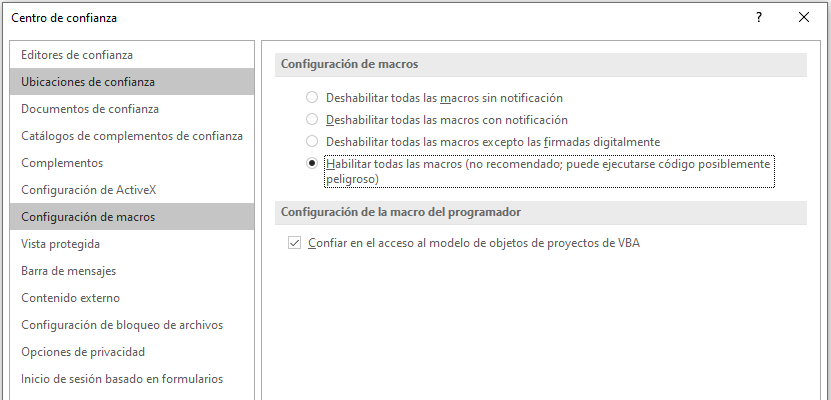 Centro de confianza
?
Editores de confianza
Ubicaciones de confianza
Documentos de confianza
Catálogos de complementos de confianza
Complementos
Configuración de ActiveX
Configuración de macros
Vista protegida
Barra de mensajes
Contenido externo
Configuración de bloqueo de archivos
Opciones de privacidad
Inicio de sesión basado en formularios
Configuración de macros
Deshabilitar todas las macros sin notificación
Deshabilitar todas las macros con notificación
Deshabilitar todas las macros excepto las firmadas digitalmente
Habilitar todas las macros (no recomendado; puede ejecutarse código posiblemente
peligroso)
Configuración de la macro del programador
Confiar en el acceso al modelo de objetos de proyectos de VBA